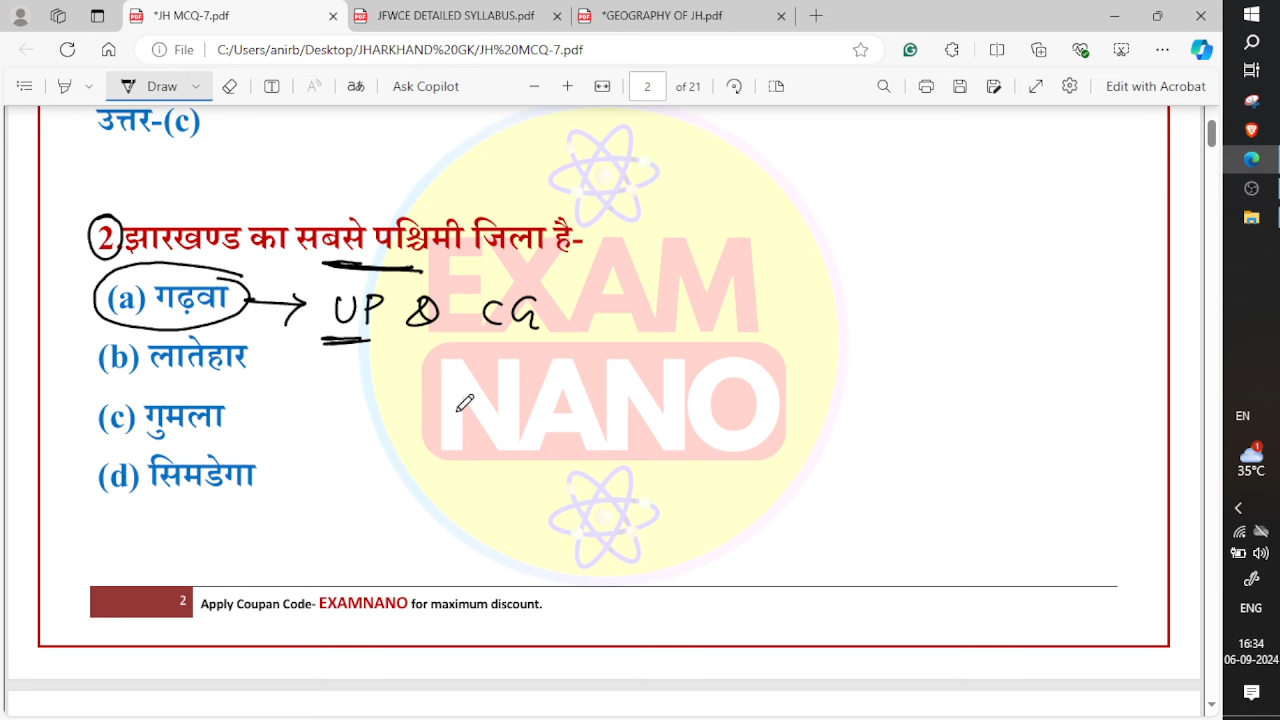 *JH MCQ-7.pdf
JFWCE DETAILED SYLLABUS.pdf
*GEOGRAPHY OF JH.pdf
File
C:/Users/anirb/Desktop/JHARKHAND%20GK/JH%20MCQ-7.pdf
Draw
Ask Copilot
2
of 21
Edit with Acrobat
उत्तर-(c)
2.झारखण्ड का सबसे पश्चिमी जिला है-
(a) गढ़वा → UP & CG
(b) लातेहार
(c) गुमला
(d) सिमडेगा
EXAM
NANO
2
Apply Coupan Code- EXAMNANO for maximum discount.
EN
1
35°C
ENG
16:34
06-09-2024